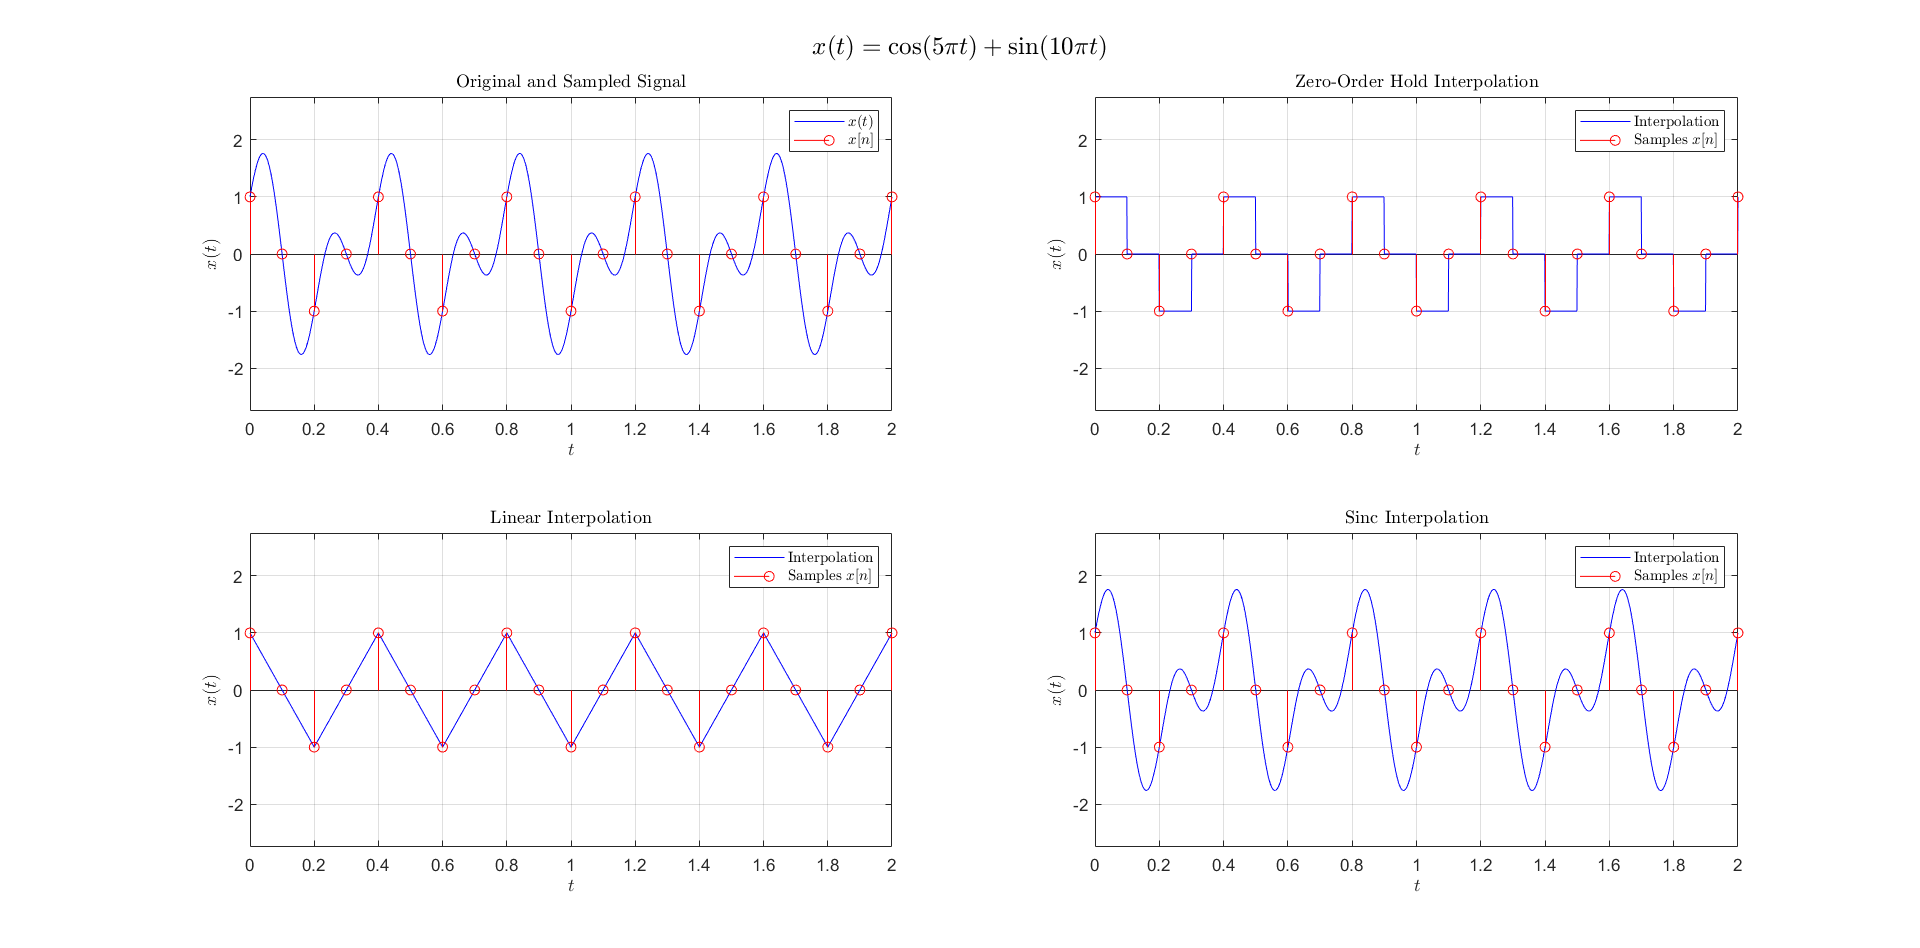 x(t) = cos(5πt) + sin(10πt)
Original and Sampled Signal
x(t)
x[n]
2
1
0
-1
-2
x(t)
0 0.2 0.4 0.6 0.8 1 1.2 1.4 1.6 1.8 2
t
Zero-Order Hold Interpolation
Interpolation
Samples x[n]
2
1
0
-1
-2
x(t)
0 0.2 0.4 0.6 0.8 1 1.2 1.4 1.6 1.8 2
t
Linear Interpolation
Interpolation
Samples x[n]
2
1
0
-1
-2
x(t)
0 0.2 0.4 0.6 0.8 1 1.2 1.4 1.6 1.8 2
t
Sinc Interpolation
Interpolation
Samples x[n]
2
1
0
-1
-2
x(t)
0 0.2 0.4 0.6 0.8 1 1.2 1.4 1.6 1.8 2
t